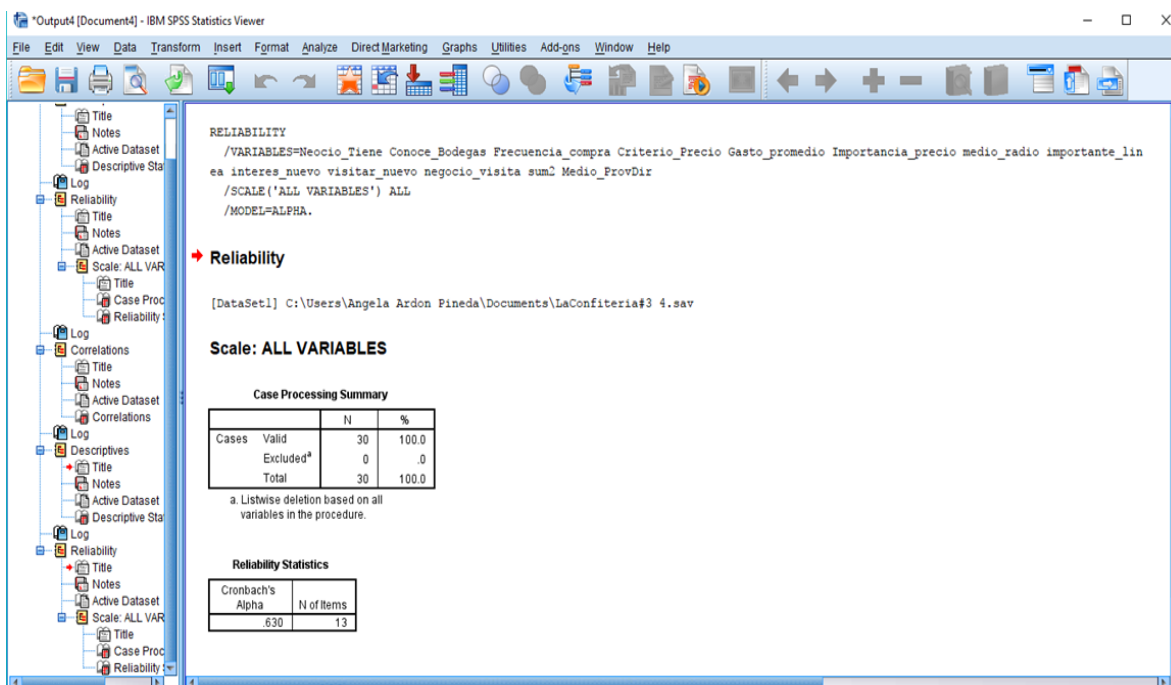 *Output4 [Document4] - IBM SPSS Statistics Viewer
File Edit View Data Transform Insert Format Analyze Direct Marketing Graphs Utilities Add-ons Window Help
Title
Notes
Active Dataset
Descriptive Sta
Log
Reliability
Title
Notes
Active Dataset
Scale: ALL VAR
Title
Case Proc
Reliability
Log
Correlations
Title
Notes
Active Dataset
Correlations
Log
Descriptives
Title
Notes
Active Dataset
Descriptive Sta
Log
Reliability
Title
Notes
Active Dataset
Scale: ALL VAR
Title
Case Proc
Reliability
RELIABILITY
/VARIABLES=Neocio_Tiene Conoce_Bodegas Frecuencia_compra Criterio_Precio Gasto_promedio Importancia_precio medio_radio importante_lin
ea interes_nuevo visitar_nuevo negocio_visita sum2 Medio_ProvDir
/SCALE('ALL VARIABLES') ALL
/MODEL=ALPHA.
Reliability
[DataSet1] C:\Users\Angela Ardon Pineda\Documents\LaConfiteria#3 4.sav
Scale: ALL VARIABLES
Case Processing Summary
N %
Cases Valid 30 100.0
Excludedª 0 .0
Total 30 100.0
a. Listwise deletion based on all
variables in the procedure.
Reliability Statistics
Cronbach's
Alpha N of Items
.630 13